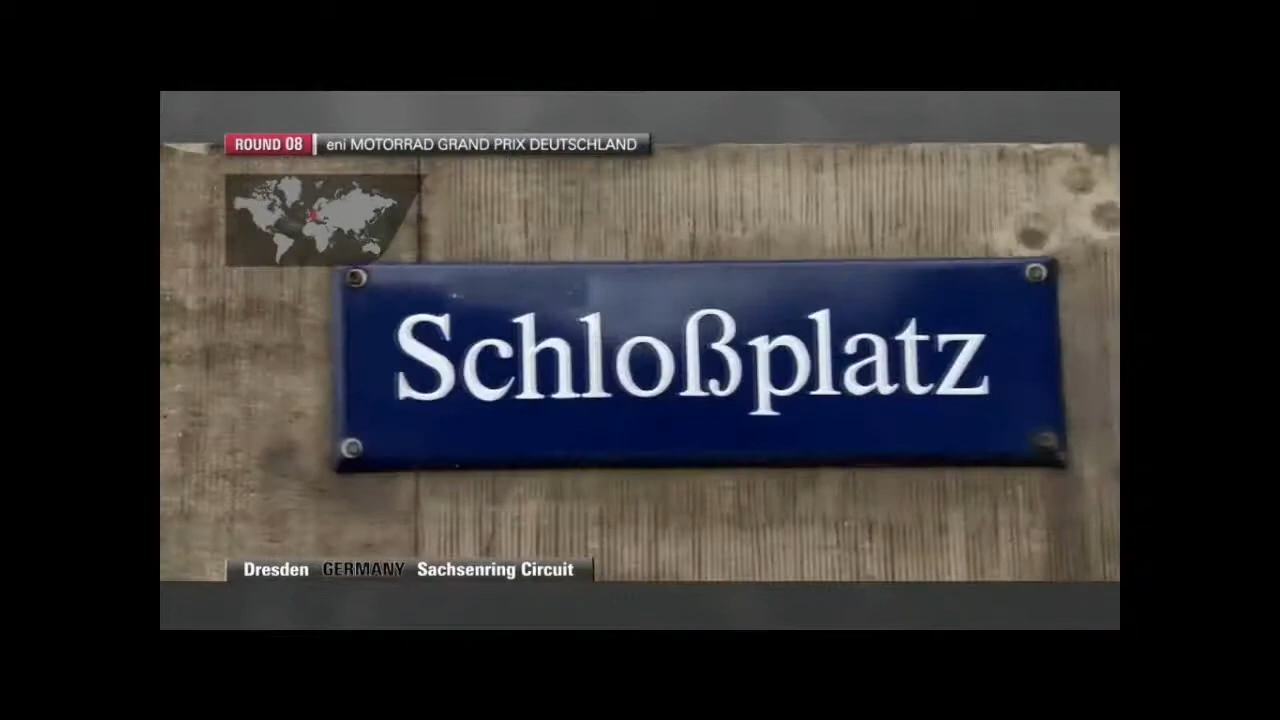 ROUND 08 eni MOTORRAD GRAND PRIX DEUTSCHLAND
Schloßplatz
Dresden GERMANY Sachsenring Circuit